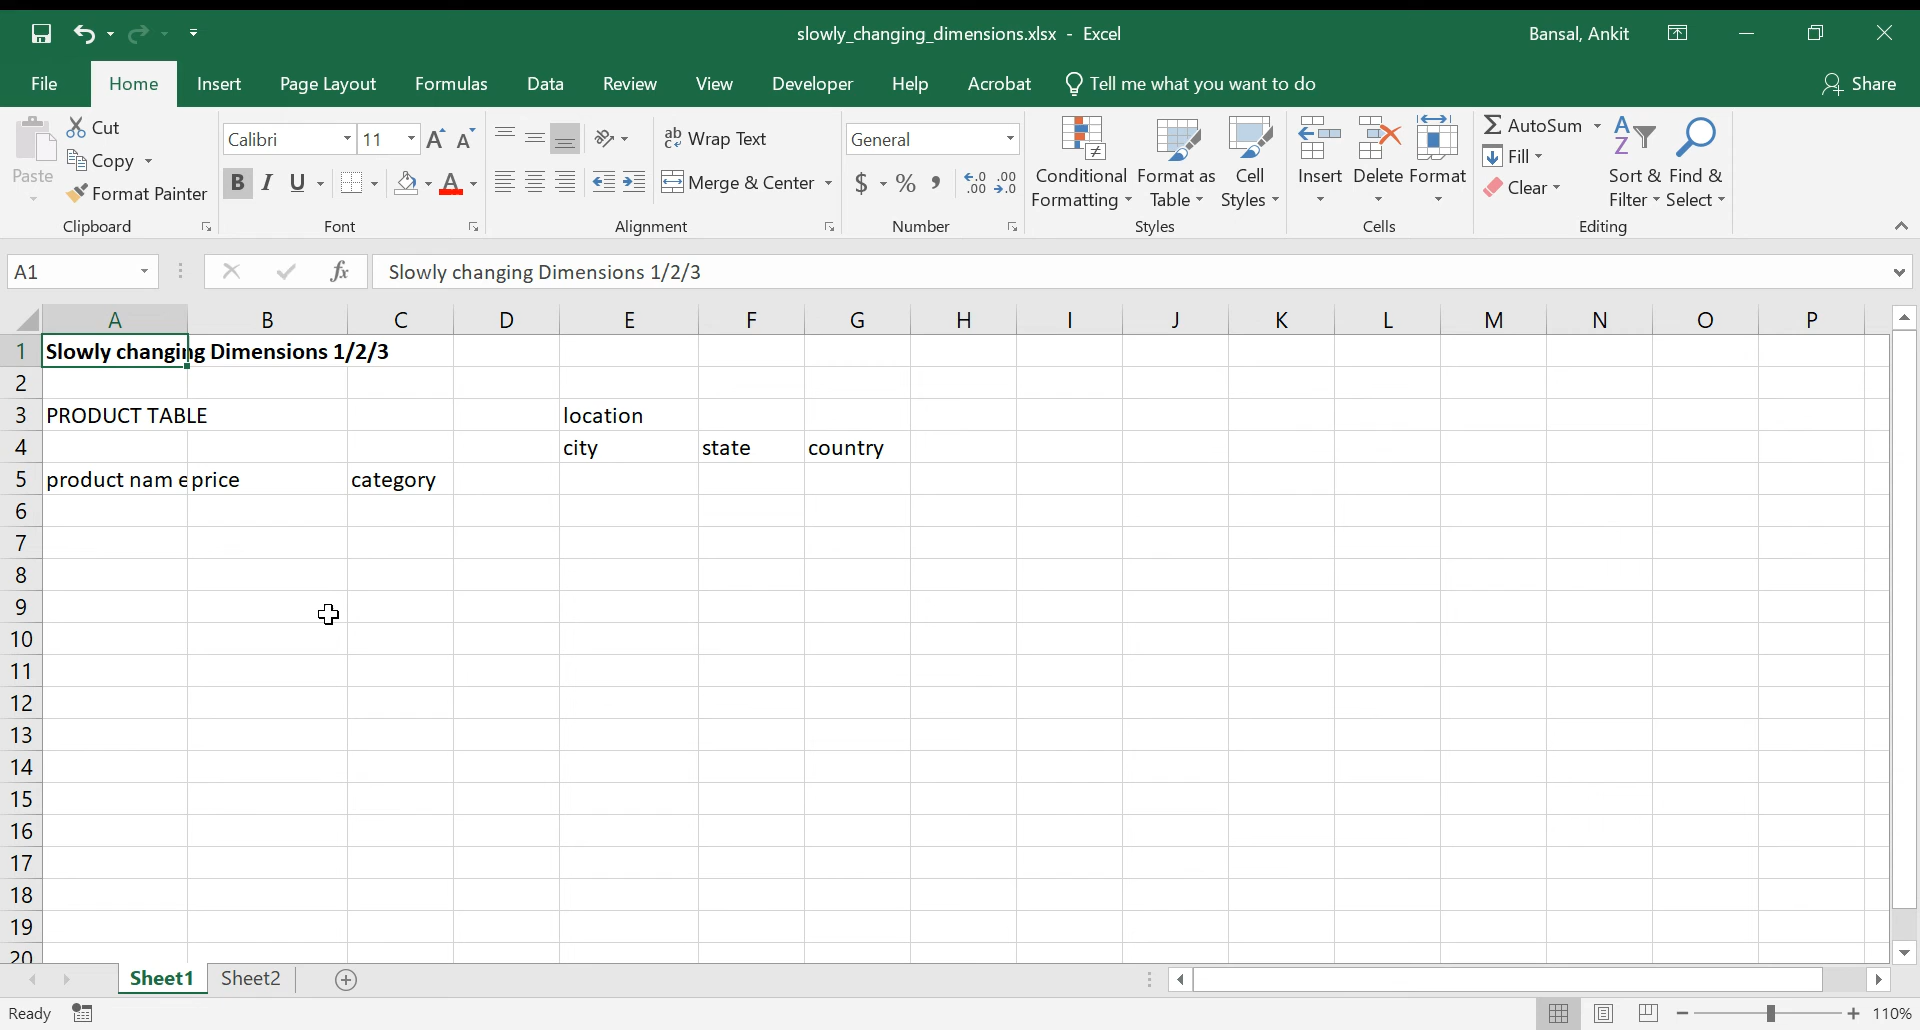 slowly_changing_dimensions.xlsx - Excel
Bansal, Ankit
File Home Insert Page Layout Formulas Data Review View Developer Help Acrobat Tell me what you want to do Share
Paste
Cut
Copy
Format Painter
Clipboard
Calibri 11
B I U
Font
ab Wrap Text
Merge & Center
Alignment
General
$ % ,
Number
Conditional Formatting
Format as Table
Cell Styles
Styles
Insert Delete Format
Cells
AutoSum
Fill
Clear
Sort & Filter
Find & Select
Editing
A1 fx Slowly changing Dimensions 1/2/3
A B C D E F G H I J K L M N O P
1 Slowly changing Dimensions 1/2/3
2
3 PRODUCT TABLE location
4 city state country
5 product nam e price category
6
7
8
9
10
11
12
13
14
15
16
17
18
19
20
Sheet1 Sheet2
Ready 110%